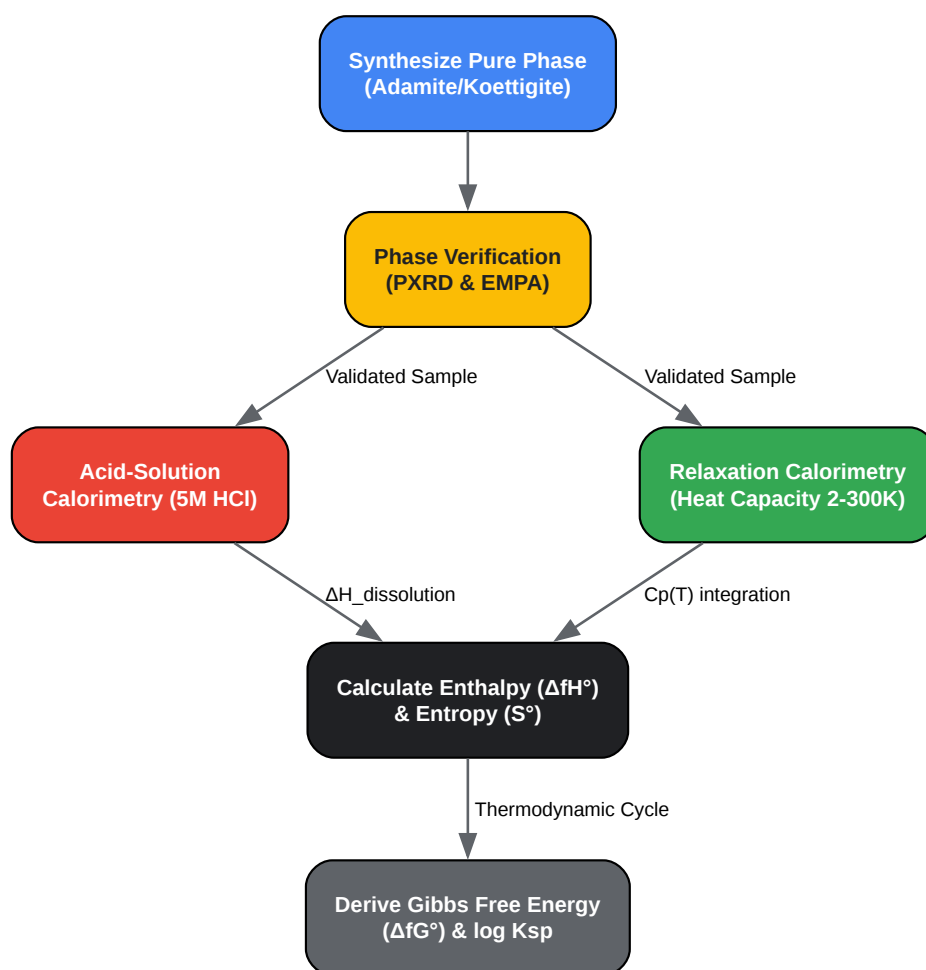 Synthesize Pure Phase
(Adamite/Koettigite)
Phase Verification
(PXRD & EMPA)
Validated Sample
Validated Sample
Acid-Solution
Calorimetry (5M HCl)
Relaxation Calorimetry
(Heat Capacity 2-300K)
ΔH_dissolution
Cp(T) integration
Calculate Enthalpy (ΔfH°)
& Entropy (S°)
Thermodynamic Cycle
Derive Gibbs Free Energy
(ΔfG°) & log Ksp